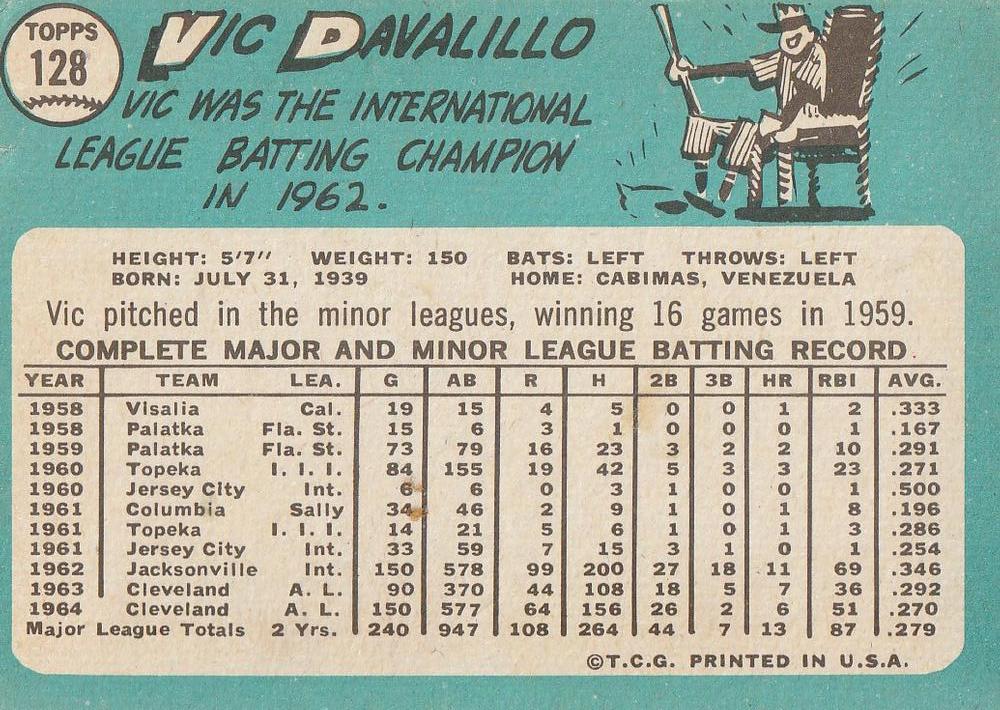 TOPPS
128
VIC DAVALILLO
VIC WAS THE INTERNATIONAL
LEAGUE BATTING CHAMPION
IN 1962.
HEIGHT: 5'7" WEIGHT: 150 BATS: LEFT THROWS: LEFT
BORN: JULY 31, 1939 HOME: CABIMAS, VENEZUELA
Vic pitched in the minor leagues, winning 16 games in 1959.
COMPLETE MAJOR AND MINOR LEAGUE BATTING RECORD
YEAR TEAM LEA. G AB R H 2B 3B HR RBI AVG.
1958 Visalia Cal. 19 15 4 5 0 0 1 2 .333
1958 Palatka Fla. St. 15 6 3 1 0 0 0 1 .167
1959 Palatka Fla. St. 73 79 16 23 3 2 2 10 .291
1960 Topeka I. I. I. 84 155 19 42 5 3 3 23 .271
1960 Jersey City Int. 6 6 0 3 1 0 0 1 .500
1961 Columbia Sally 34 46 2 9 1 0 1 8 .196
1961 Topeka I. I. I. 14 21 5 6 1 0 1 3 .286
1961 Jersey City Int. 33 59 7 15 3 1 0 1 .254
1962 Jacksonville Int. 150 578 99 200 27 18 11 69 .346
1963 Cleveland A. L. 90 370 44 108 18 5 7 36 .292
1964 Cleveland A. L. 150 577 64 156 26 2 6 51 .270
Major League Totals 2 Yrs. 240 947 108 264 44 7 13 87 .279
©T.C.G. PRINTED IN U.S.A.